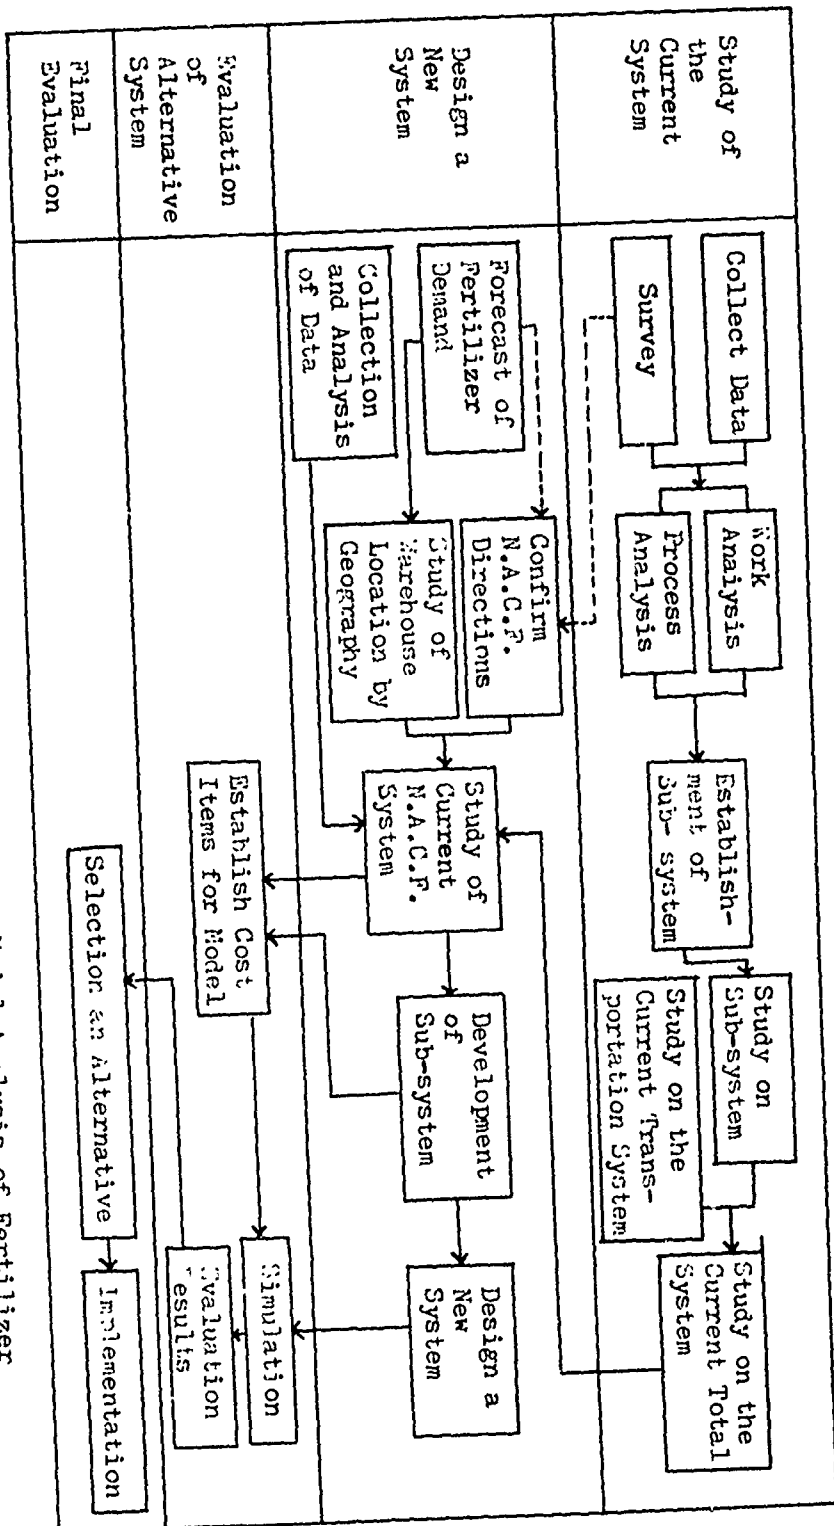 Study of
the
Current
System
Collect Data
Survey
Work
Analysis
Process
Analysis
Establish-
ment of
Sub- system
Study on
Sub-system
Study on the
Current Trans-
portation System
Study on the
Current Total
System
Design a
New
System
Forecast of
Fertilizer
Demand
Collection
and Analysis
of Data
Confirm
N.A.C.F.
Directions
Study of
Warehouse
Location by
Geography
Study of
Current
N.A.C.F.
System
Development
of
Sub-system
Design a
New
System
Evaluation
of
Alternative
System
Establish Cost
Items for Model
Simulation
Evaluation
Results
Final
Evaluation
Selection an Alternative
Implementation
of Fertilizer